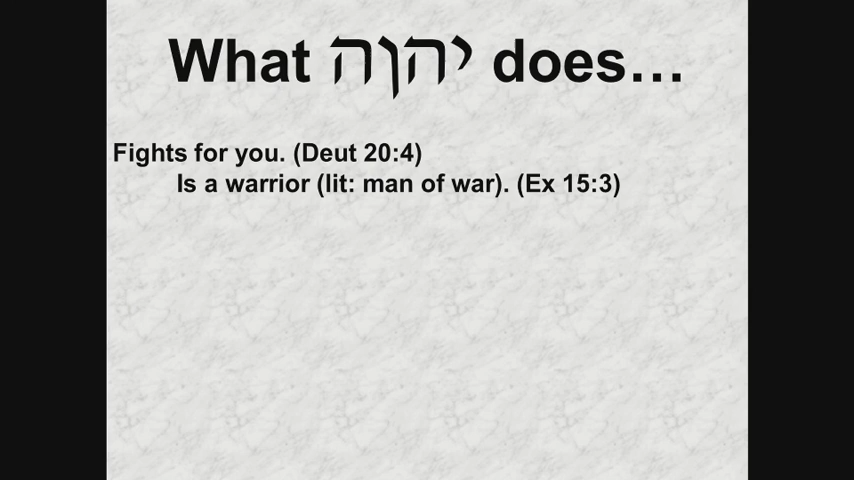 What יהוה does…
Fights for you. (Deut 20:4)
Is a warrior (lit: man of war). (Ex 15:3)